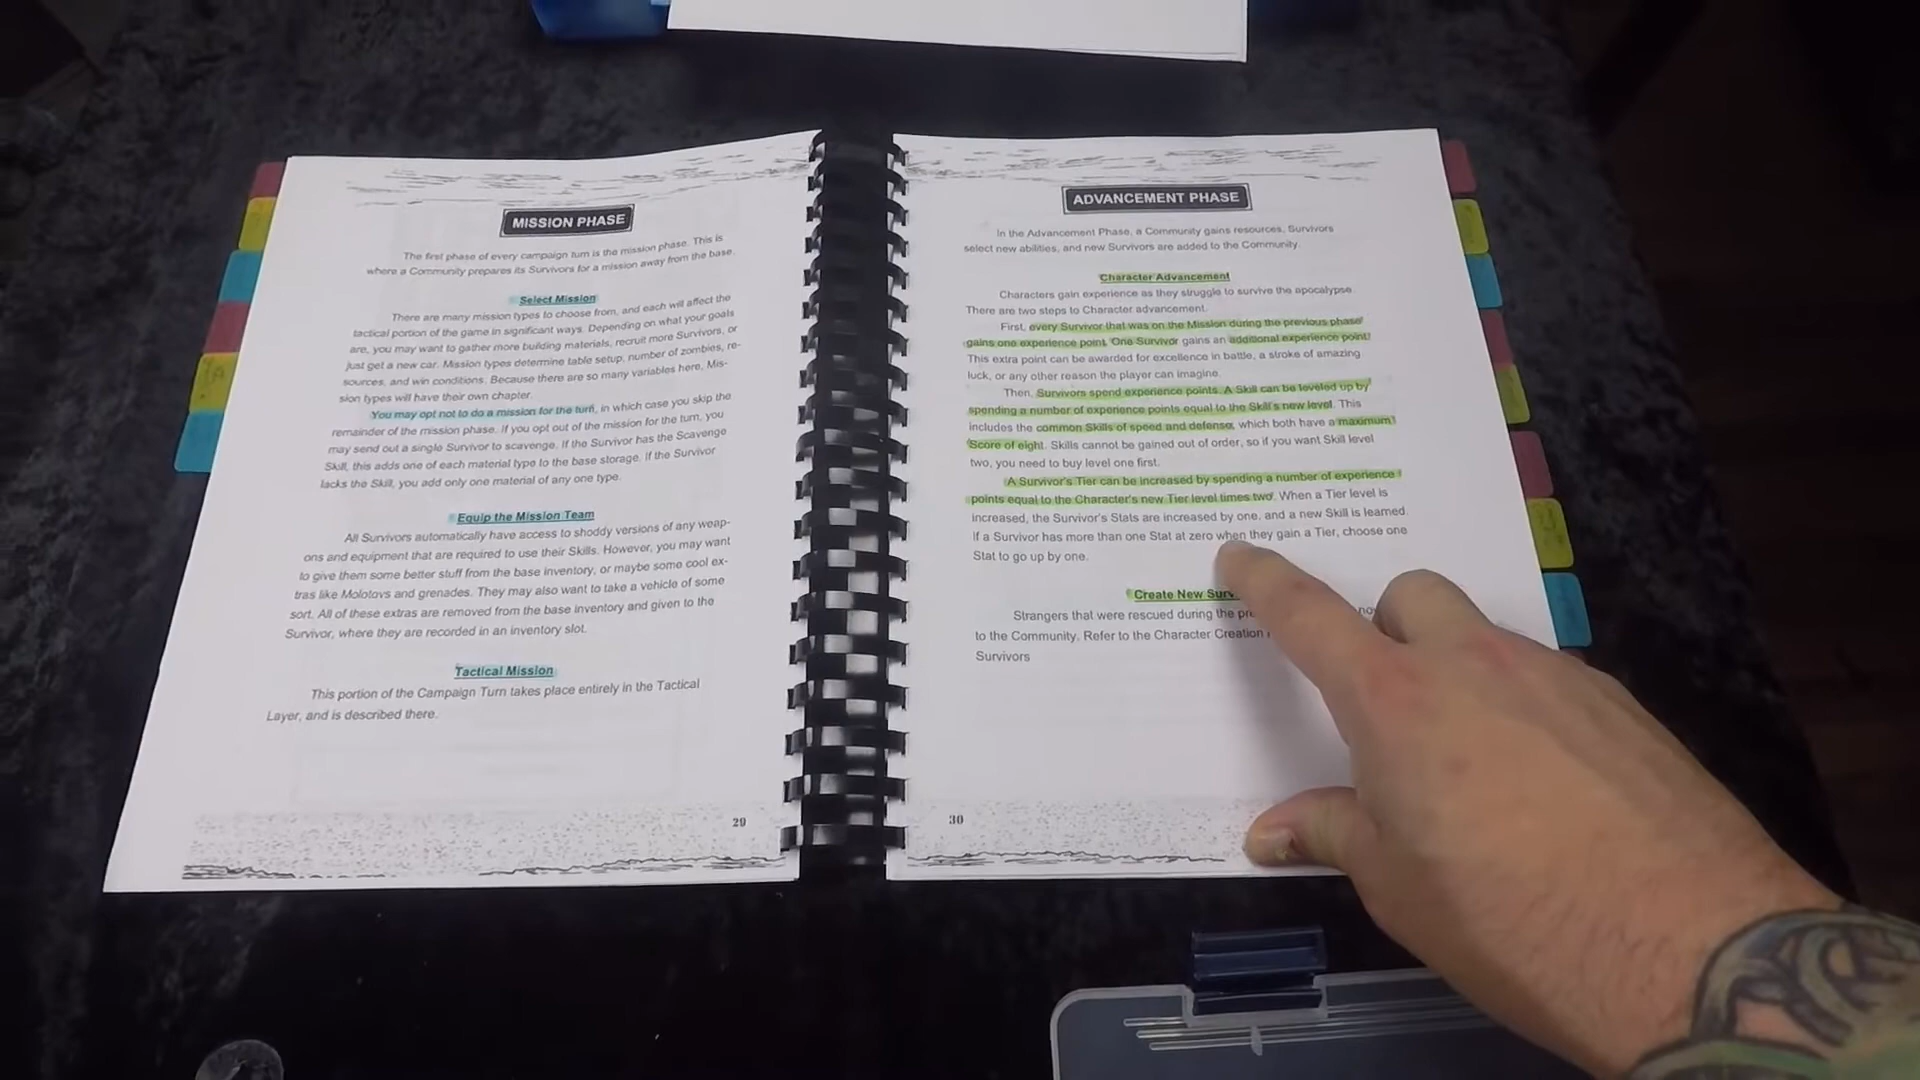 MISSION PHASE
The first phase of every campaign turn is the mission phase. This is
where a Community prepares its Survivors for a mission away from the base.
Select Mission
There are many mission types to choose from, and each will affect the
tactical portion of the game in significant ways. Depending on what your goals
are, you may want to gather more building materials, recruit more Survivors, or
just get a new car. Mission types determine table setup, number of zombies, re-
sources, and win conditions. Because there are so many variables here, Mis-
sion types will have their own chapter.
You may opt not to do a mission for the turn, in which case you skip the
remainder of the mission phase. If you opt out of the mission for the turn, you
may send out a single Survivor to scavenge. If the Survivor has the Scavenge
Skill, this adds one of each material type to the base storage. If the Survivor
lacks the Skill, you add only one material of any one type.
Equip the Mission Team
All Survivors automatically have access to shoddy versions of any weap-
ons and equipment that are required to use their Skills. However, you may want
to give them some better stuff from the base inventory, or maybe some cool ex-
tras like Molotovs and grenades. They may also want to take a vehicle of some
sort. All of these extras are removed from the base inventory and given to the
Survivor, where they are recorded in an inventory slot.
Tactical Mission
This portion of the Campaign Turn takes place entirely in the Tactical
Layer, and is described there.
29
ADVANCEMENT PHASE
In the Advancement Phase, a Community gains resources, Survivors
select new abilities, and new Survivors are added to the Community.
Character Advancement
Characters gain experience as they struggle to survive the apocalypse.
There are two steps to Character advancement.
First, every Survivor that was on the Mission during the previous phase
gains one experience point. One Survivor gains an additional experience point.
This extra point can be awarded for excellence in battle, a stroke of amazing
luck, or any other reason the player can imagine.
Then, Survivors spend experience points. A Skill can be leveled up by
spending a number of experience points equal to the Skill's new level. This
includes the common Skills of speed and defense, which both have a maximum
Score of eight. Skills cannot be gained out of order, so if you want Skill level
two, you need to buy level one first.
A Survivor's Tier can be increased by spending a number of experience
points equal to the Character's new Tier level times two. When a Tier level is
increased, the Survivor's Stats are increased by one, and a new Skill is learned.
If a Survivor has more than one Stat at zero when they gain a Tier, choose one
Stat to go up by one.
Create New
Strangers that were rescued during the
to the Community. Refer to the Character Creation
Survivors
30